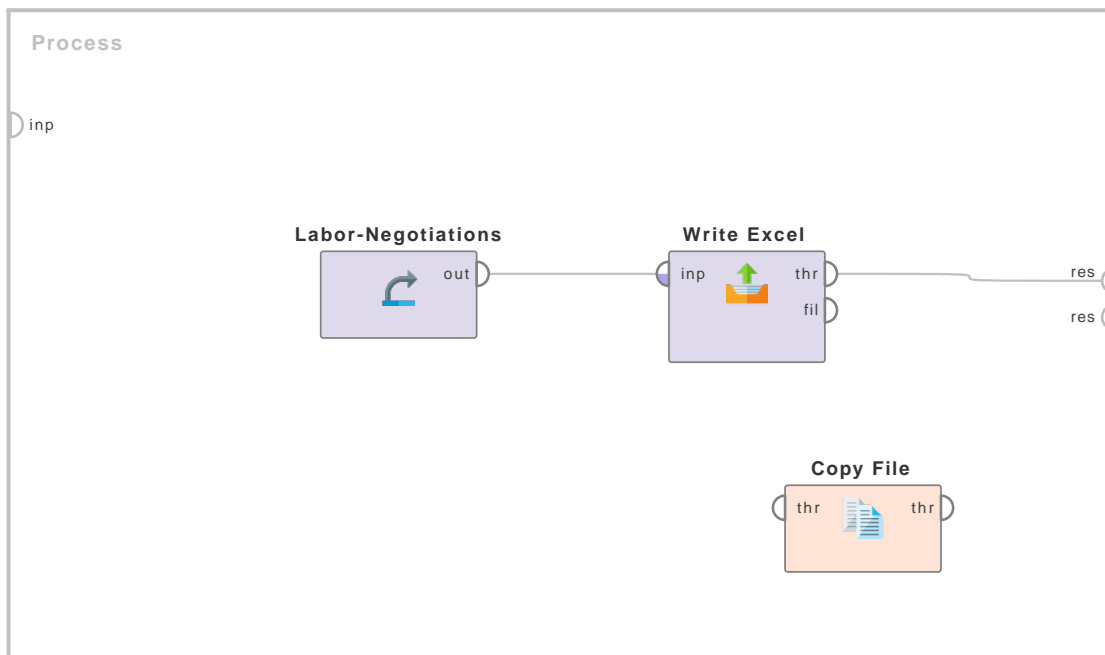 Process
inp
Labor-Negotiations
out
Write Excel
inp
thr
fil
res
res
Copy File
thr
thr